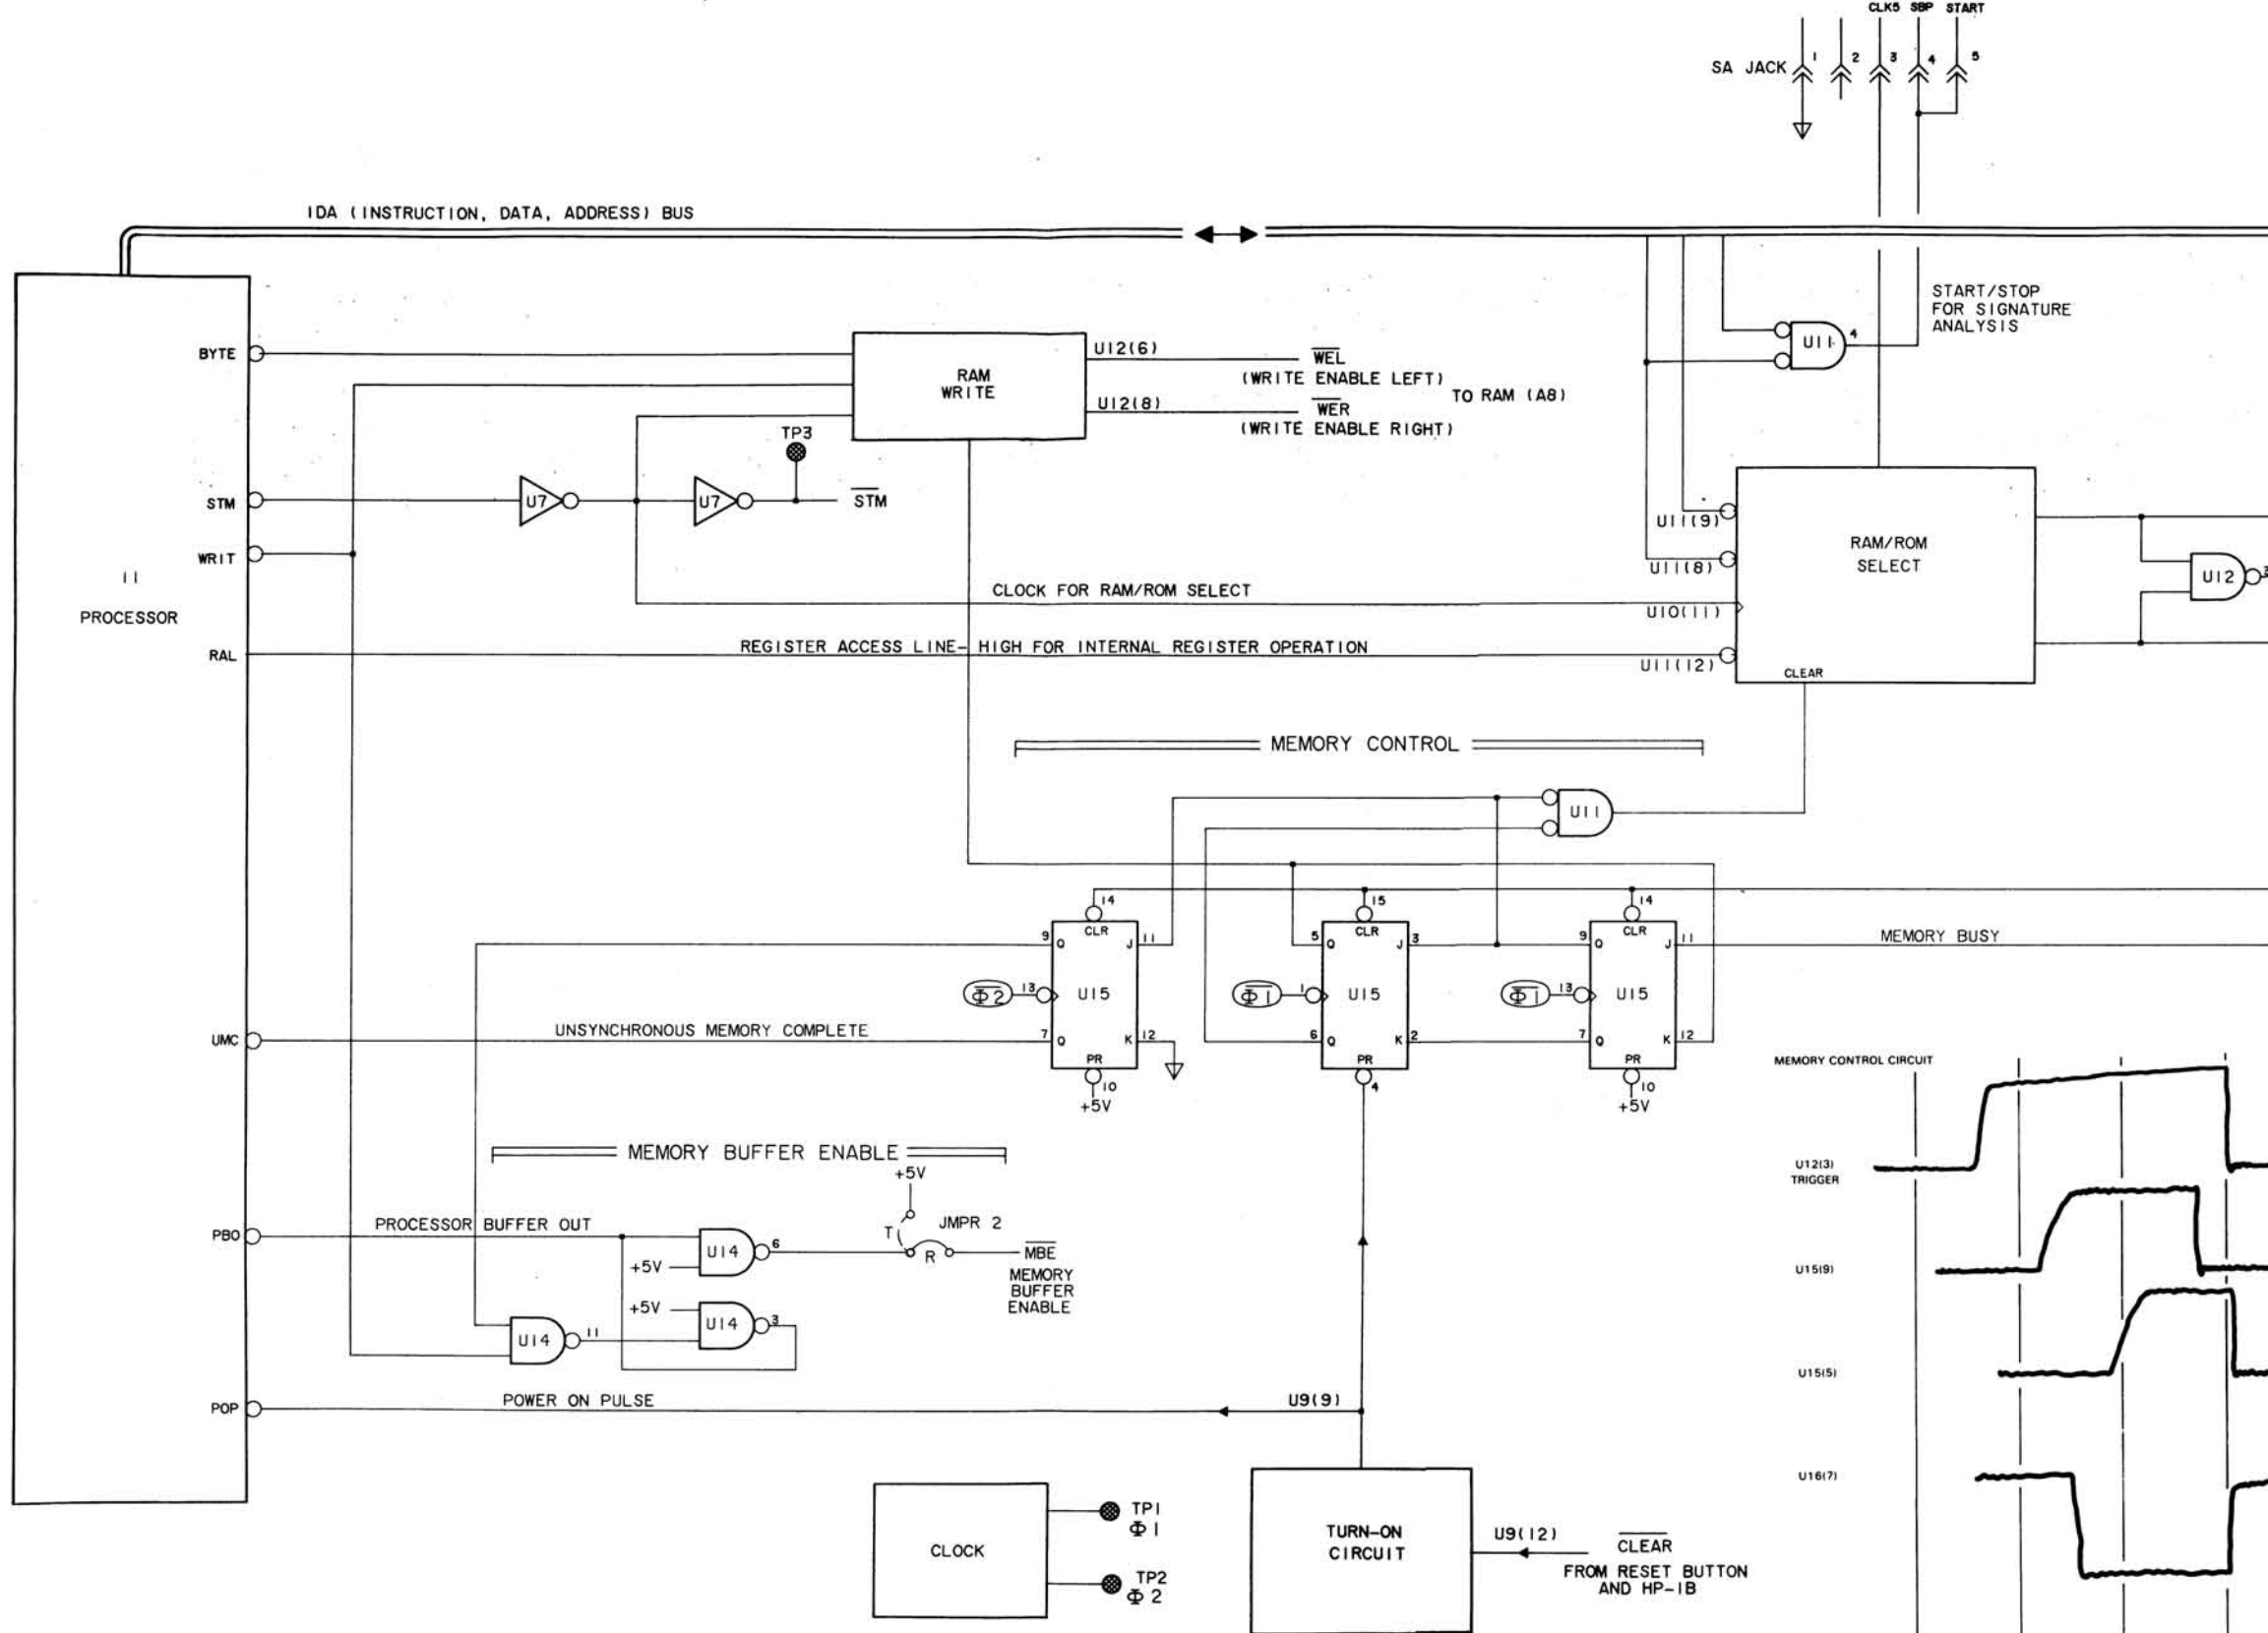 CLK5 SBP START
SA JACK 1 2 3 4 5
IDA (INSTRUCTION, DATA, ADDRESS) BUS
START/STOP
FOR SIGNATURE
ANALYSIS
U11 4
BYTE
RAM
WRITE
U12(6)
WEL
(WRITE ENABLE LEFT)
TO RAM (A8)
U12(8)
WER
(WRITE ENABLE RIGHT)
TP3
STM
U7
U7
STM
WRIT
U11(9)
RAM/ROM
SELECT
U11(8)
U12 3
CLOCK FOR RAM/ROM SELECT
U10(11)
11
PROCESSOR
RAL
REGISTER ACCESS LINE- HIGH FOR INTERNAL REGISTER OPERATION
U11(12)
CLEAR
MEMORY CONTROL
U11
14
15
14
9 Q CLR J 11
5 Q CLR J 3
9 Q CLR J 11
MEMORY BUSY
Φ2 13 U15
Φ1 1 U15
Φ1 13 U15
UMC
UNSYNCHRONOUS MEMORY COMPLETE
7 Q K 12
6 Q K 2
7 Q K 12
PR
PR
PR
10
4
10
+5V
+5V
MEMORY CONTROL CIRCUIT
MEMORY BUFFER ENABLE
+5V
U12(3)
TRIGGER
PBO
PROCESSOR BUFFER OUT
U14 6
+5V
T
JMPR 2
R
MBE
MEMORY
BUFFER
ENABLE
U15(9)
+5V
U14 3
U14 11
U15(5)
POP
POWER ON PULSE
U9(9)
U16(7)
CLOCK
TP1
Φ1
TP2
Φ2
TURN-ON
CIRCUIT
U9(12)
CLEAR
FROM RESET BUTTON
AND HP-IB